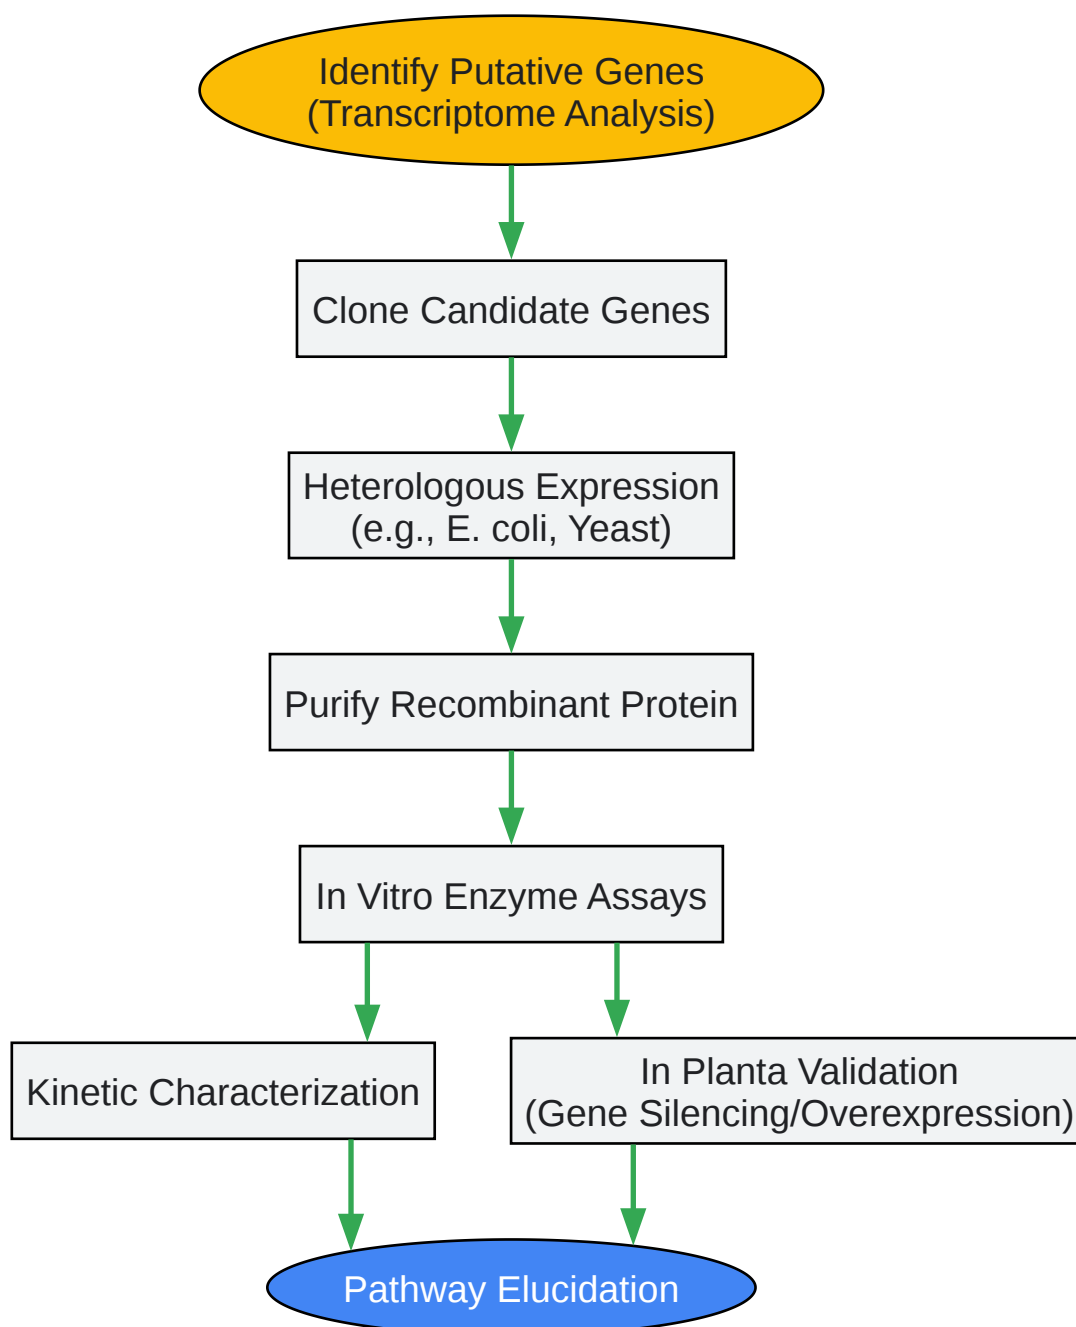 Identify Putative Genes
(Transcriptome Analysis)
Clone Candidate Genes
Heterologous Expression
(e.g., E. coli, Yeast)
Purify Recombinant Protein
In Vitro Enzyme Assays
Kinetic Characterization
In Planta Validation
(Gene Silencing/Overexpression)
Pathway Elucidation